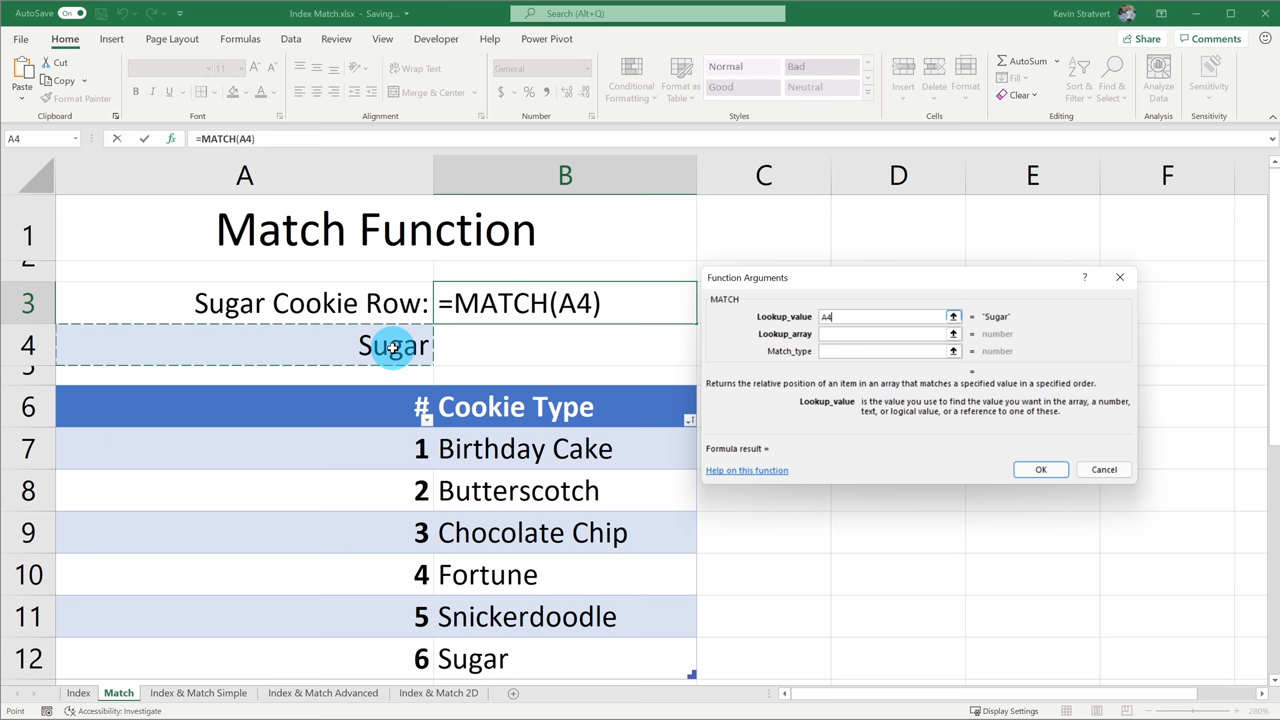 AutoSave On Index Match.xlsx - Saving... Search (Alt+Q) Kevin Stratvert
File Home Insert Page Layout Formulas Data Review View Developer Help Power Pivot Share Comments
Paste Cut Copy Format Painter
Clipboard
11
B I U
Font
Wrap Text
Merge & Center
Alignment
General
$ % 
Number
Conditional Formatting
Format as Table
Normal Bad
Good Neutral
Styles
Insert Delete Format
Cells
AutoSum
Fill
Clear
Sort & Filter
Find & Select
Editing
Analyze Data
Analysis
Sensitivity
Sensitivity
A4 fx =MATCH(A4)
A B C D E F
1 Match Function
2
3 Sugar Cookie Row: =MATCH(A4)
4 Sugar
5
6 # Cookie Type
7 1 Birthday Cake
8 2 Butterscotch
9 3 Chocolate Chip
10 4 Fortune
11 5 Snickerdoodle
12 6 Sugar
Function Arguments ?
MATCH
Lookup_value A4 = "Sugar"
Lookup_array = number
Match_type = number
=
Returns the relative position of an item in an array that matches a specified value in a specified order.
Lookup_value is the value you use to find the value you want in the array, a number,
text, or logical value, or a reference to one of these.
Formula result =
Help on this function OK Cancel
Index Match Index & Match Simple Index & Match Advanced Index & Match 2D
Point Accessibility: Investigate Display Settings 280%